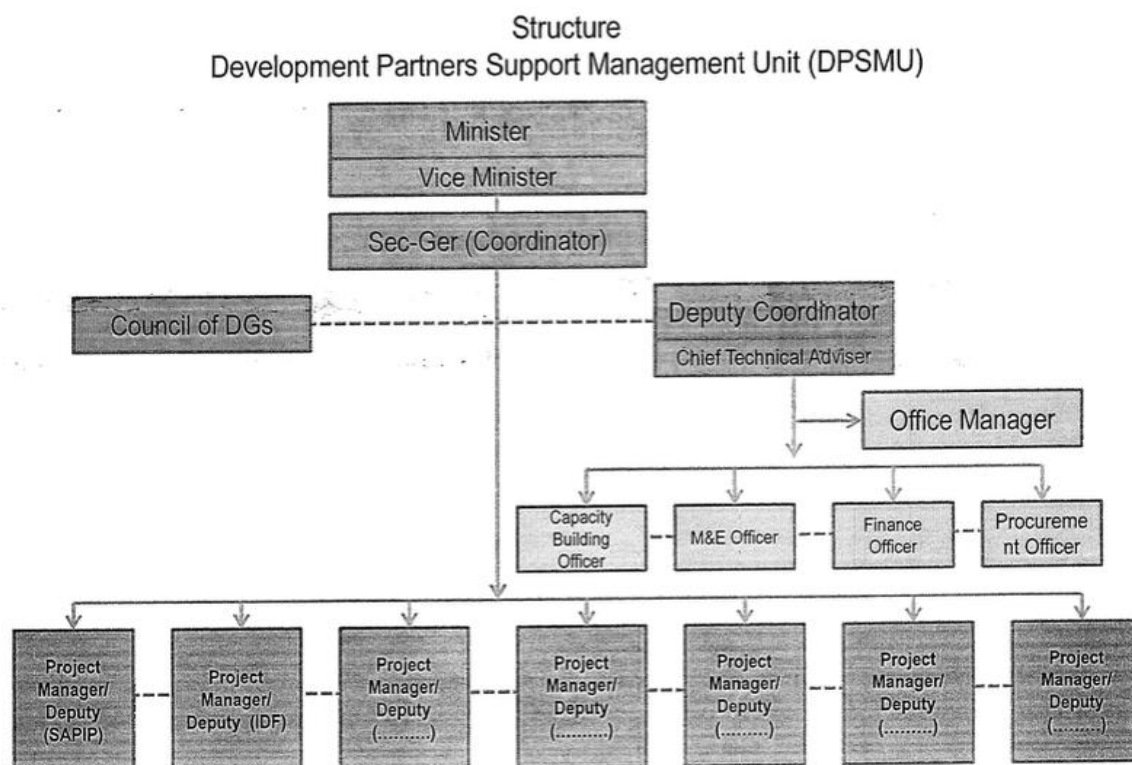 Structure
Development Partners Support Management Unit (DPSMU)
Minister
Vice Minister
Sec-Ger (Coordinator)
Council of DGs
Deputy Coordinator
Chief Technical Adviser
Office Manager
Capacity
Building
Officer
M&E Officer
Finance
Officer
Procureme
nt Officer
Project
Manager/
Deputy
(SAPIP)
Project
Manager/
Deputy (IDF)
Project
Manager/
Deputy
(..........)
Project
Manager/
Deputy
(..........)
Project
Manager/
Deputy
(.........)
Project
Manager/
Deputy
(.........)
Project
Manager/
Deputy
(.........)